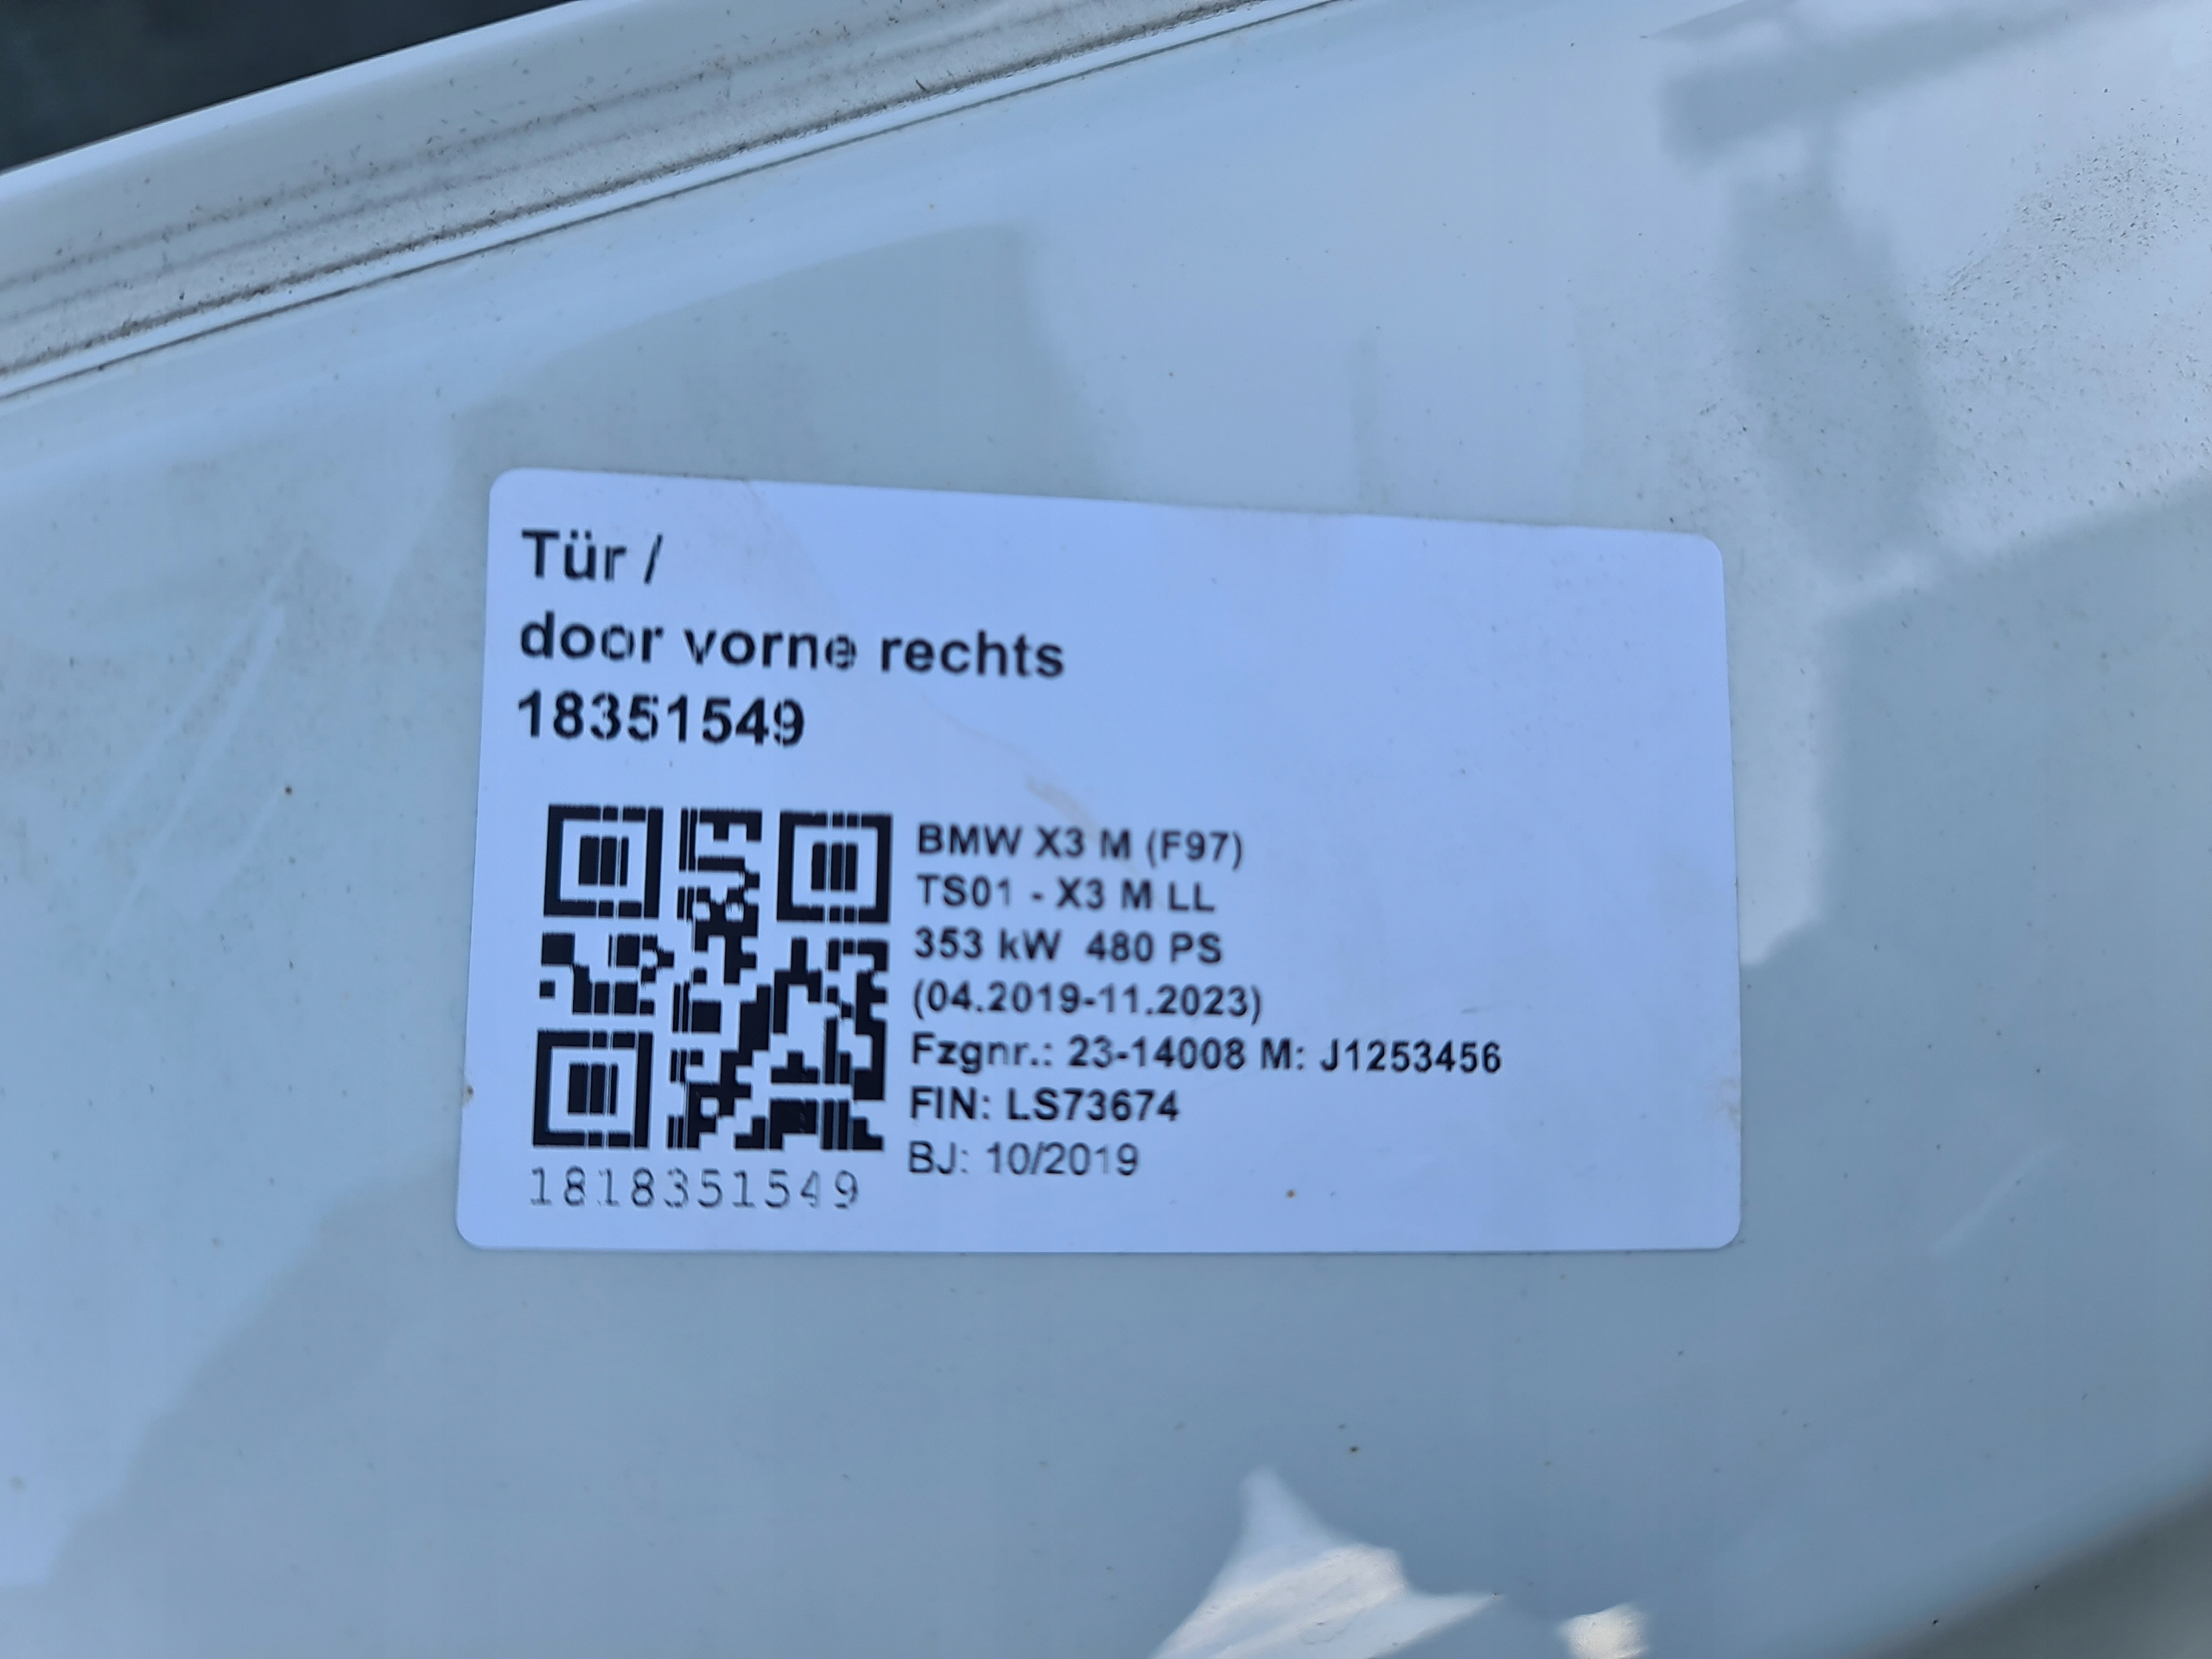 Tür /
door vorne rechts
18351549
BMW X3 M (F97)
TS01 - X3 M LL
353 kW 480 PS
(04.2019-11.2023)
Fzgnr.: 23-14008 M: J1253456
FIN: LS73674
BJ: 10/2019
1818351549